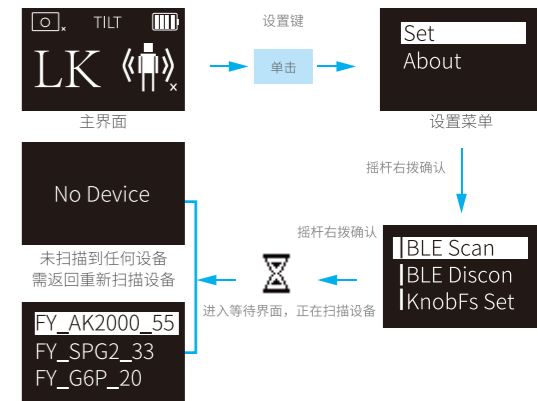 TILT
LK
主界面
设置键
单击
Set
About
设置菜单
摇杆右拨确认
BLE Scan
BLE Discon
KnobFs Set
摇杆右拨确认
进入等待界面，正在扫描设备
No Device
未扫描到任何设备
需返回重新扫描设备
FY_AK2000_55
FY_SPG2_33
FY_G6P_20